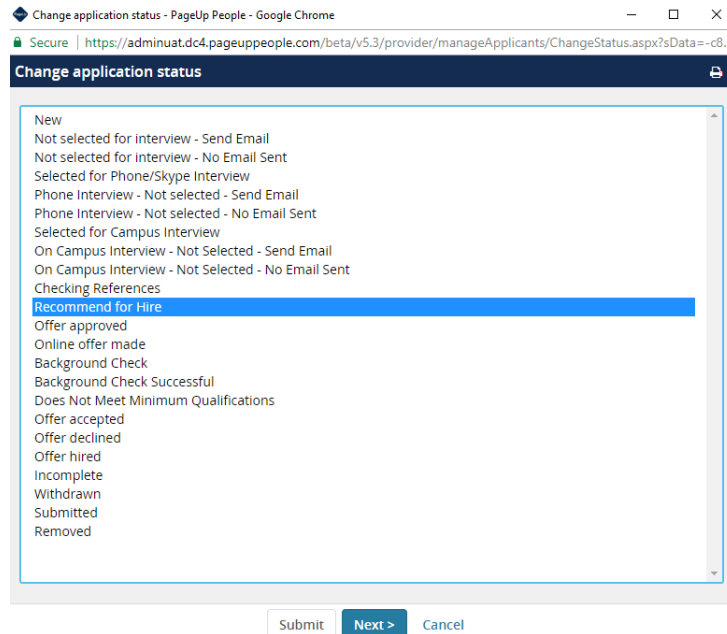 Change application status - PageUp People - Google Chrome
Secure | https://adminuat.dc4.pageuppeople.com/beta/v5.3/provider/manageApplicants/ChangeStatus.aspx?sData=-c8.
Change application status
New
Not selected for interview - Send Email
Not selected for interview - No Email Sent
Selected for Phone/Skype Interview
Phone Interview - Not selected - Send Email
Phone Interview - Not selected - No Email Sent
Selected for Campus Interview
On Campus Interview - Not Selected - Send Email
On Campus Interview - Not Selected - No Email Sent
Checking References
Recommend for Hire
Offer approved
Online offer made
Background Check
Background Check Successful
Does Not Meet Minimum Qualifications
Offer accepted
Offer declined
Offer hired
Incomplete
Withdrawn
Submitted
Removed
Submit Next > Cancel